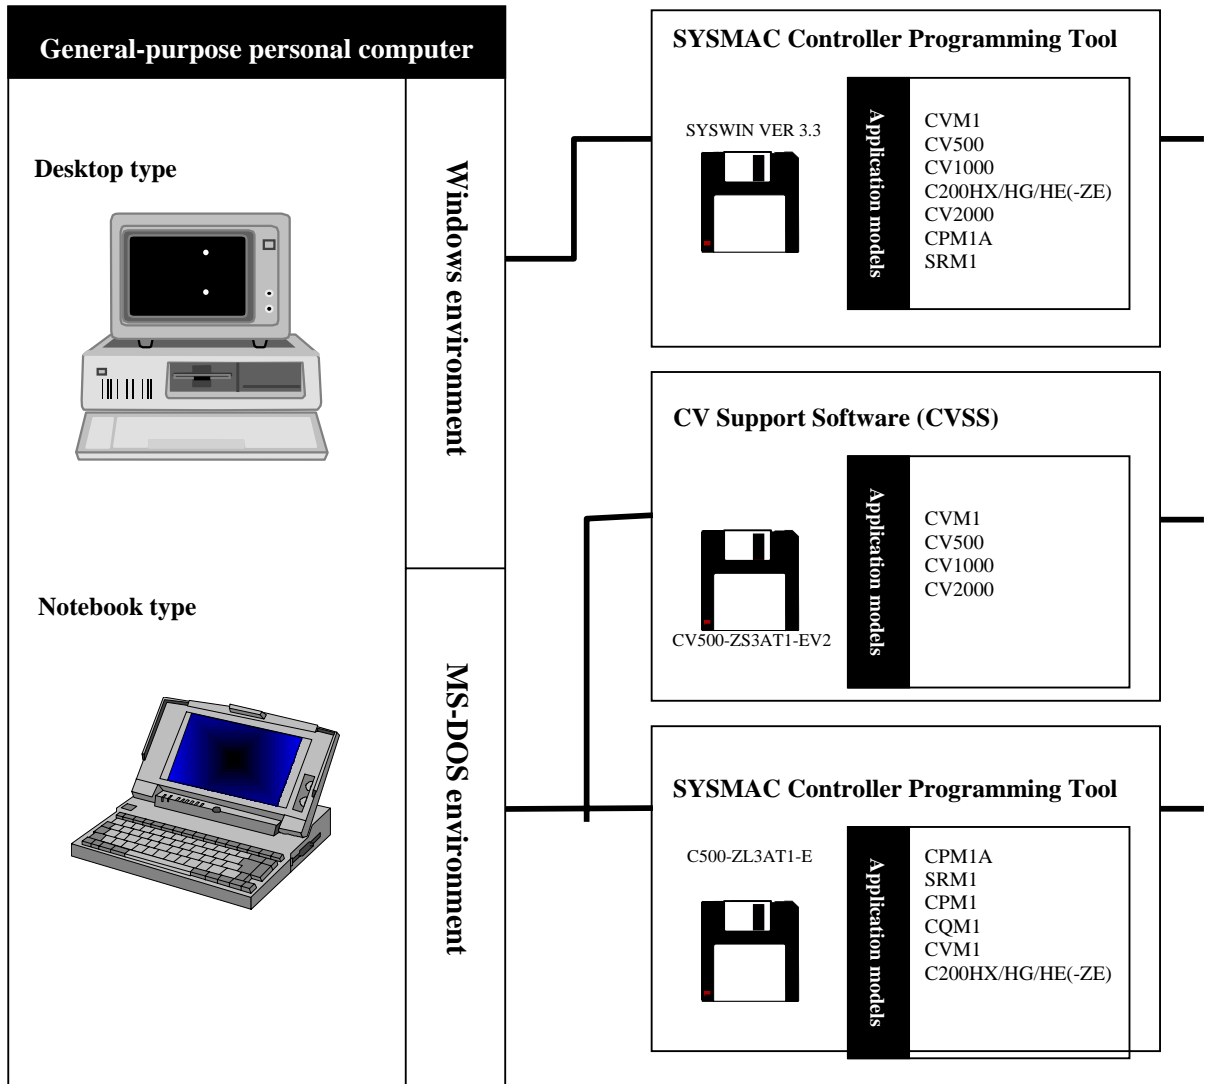 General-purpose personal computer
Desktop type
Notebook type
Windows environment
MS-DOS environment
SYSMAC Controller Programming Tool
SYSWIN VER 3.3
Application models
CVM1
CV500
CV1000
C200HX/HG/HE(-ZE)
CV2000
CPM1A
SRM1
CV Support Software (CVSS)
CV500-ZS3AT1-EV2
Application models
CVM1
CV500
CV1000
CV2000
SYSMAC Controller Programming Tool
C500-ZL3AT1-E
Application models
CPM1A
SRM1
CPM1
CQM1
CVM1
C200HX/HG/HE(-ZE)